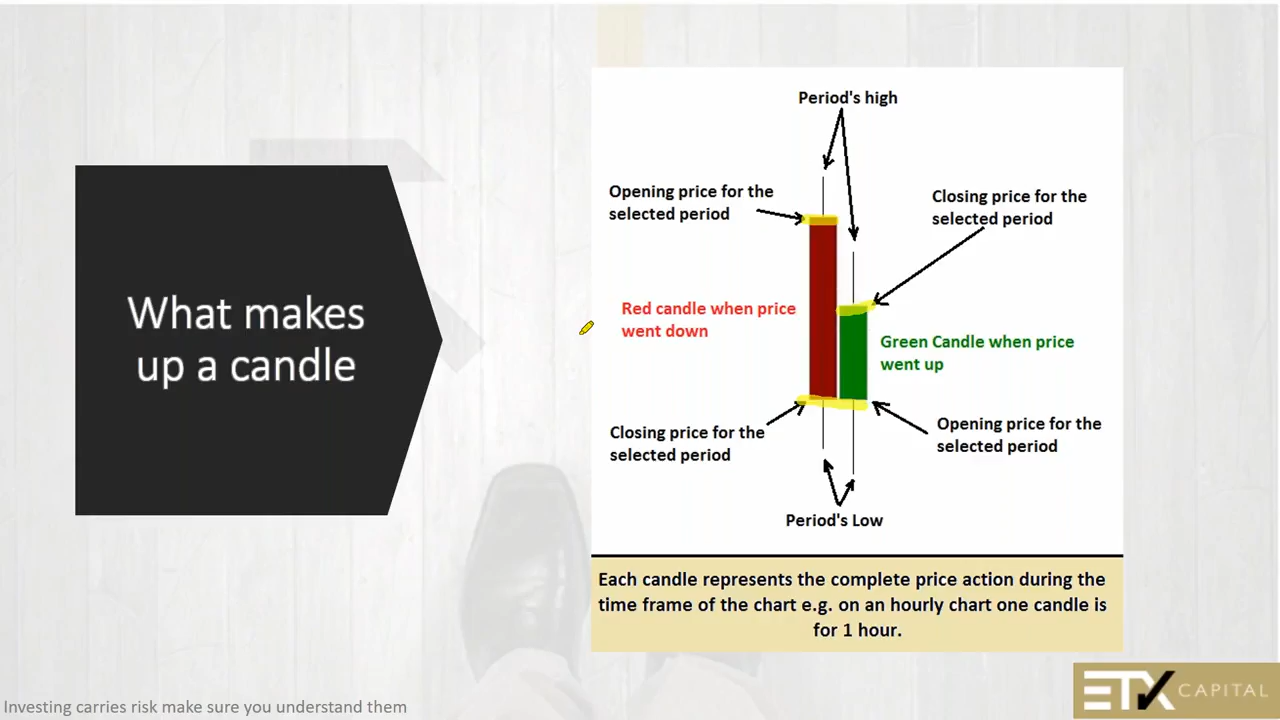 What makes
up a candle
Period's high
Opening price for the
selected period
Closing price for the
selected period
Red candle when price
went down
Green Candle when price
went up
Closing price for the
selected period
Opening price for the
selected period
Period's Low
Each candle represents the complete price action during the
time frame of the chart e.g. on an hourly chart one candle is
for 1 hour.
Investing carries risk make sure you understand them
ETX CAPITAL